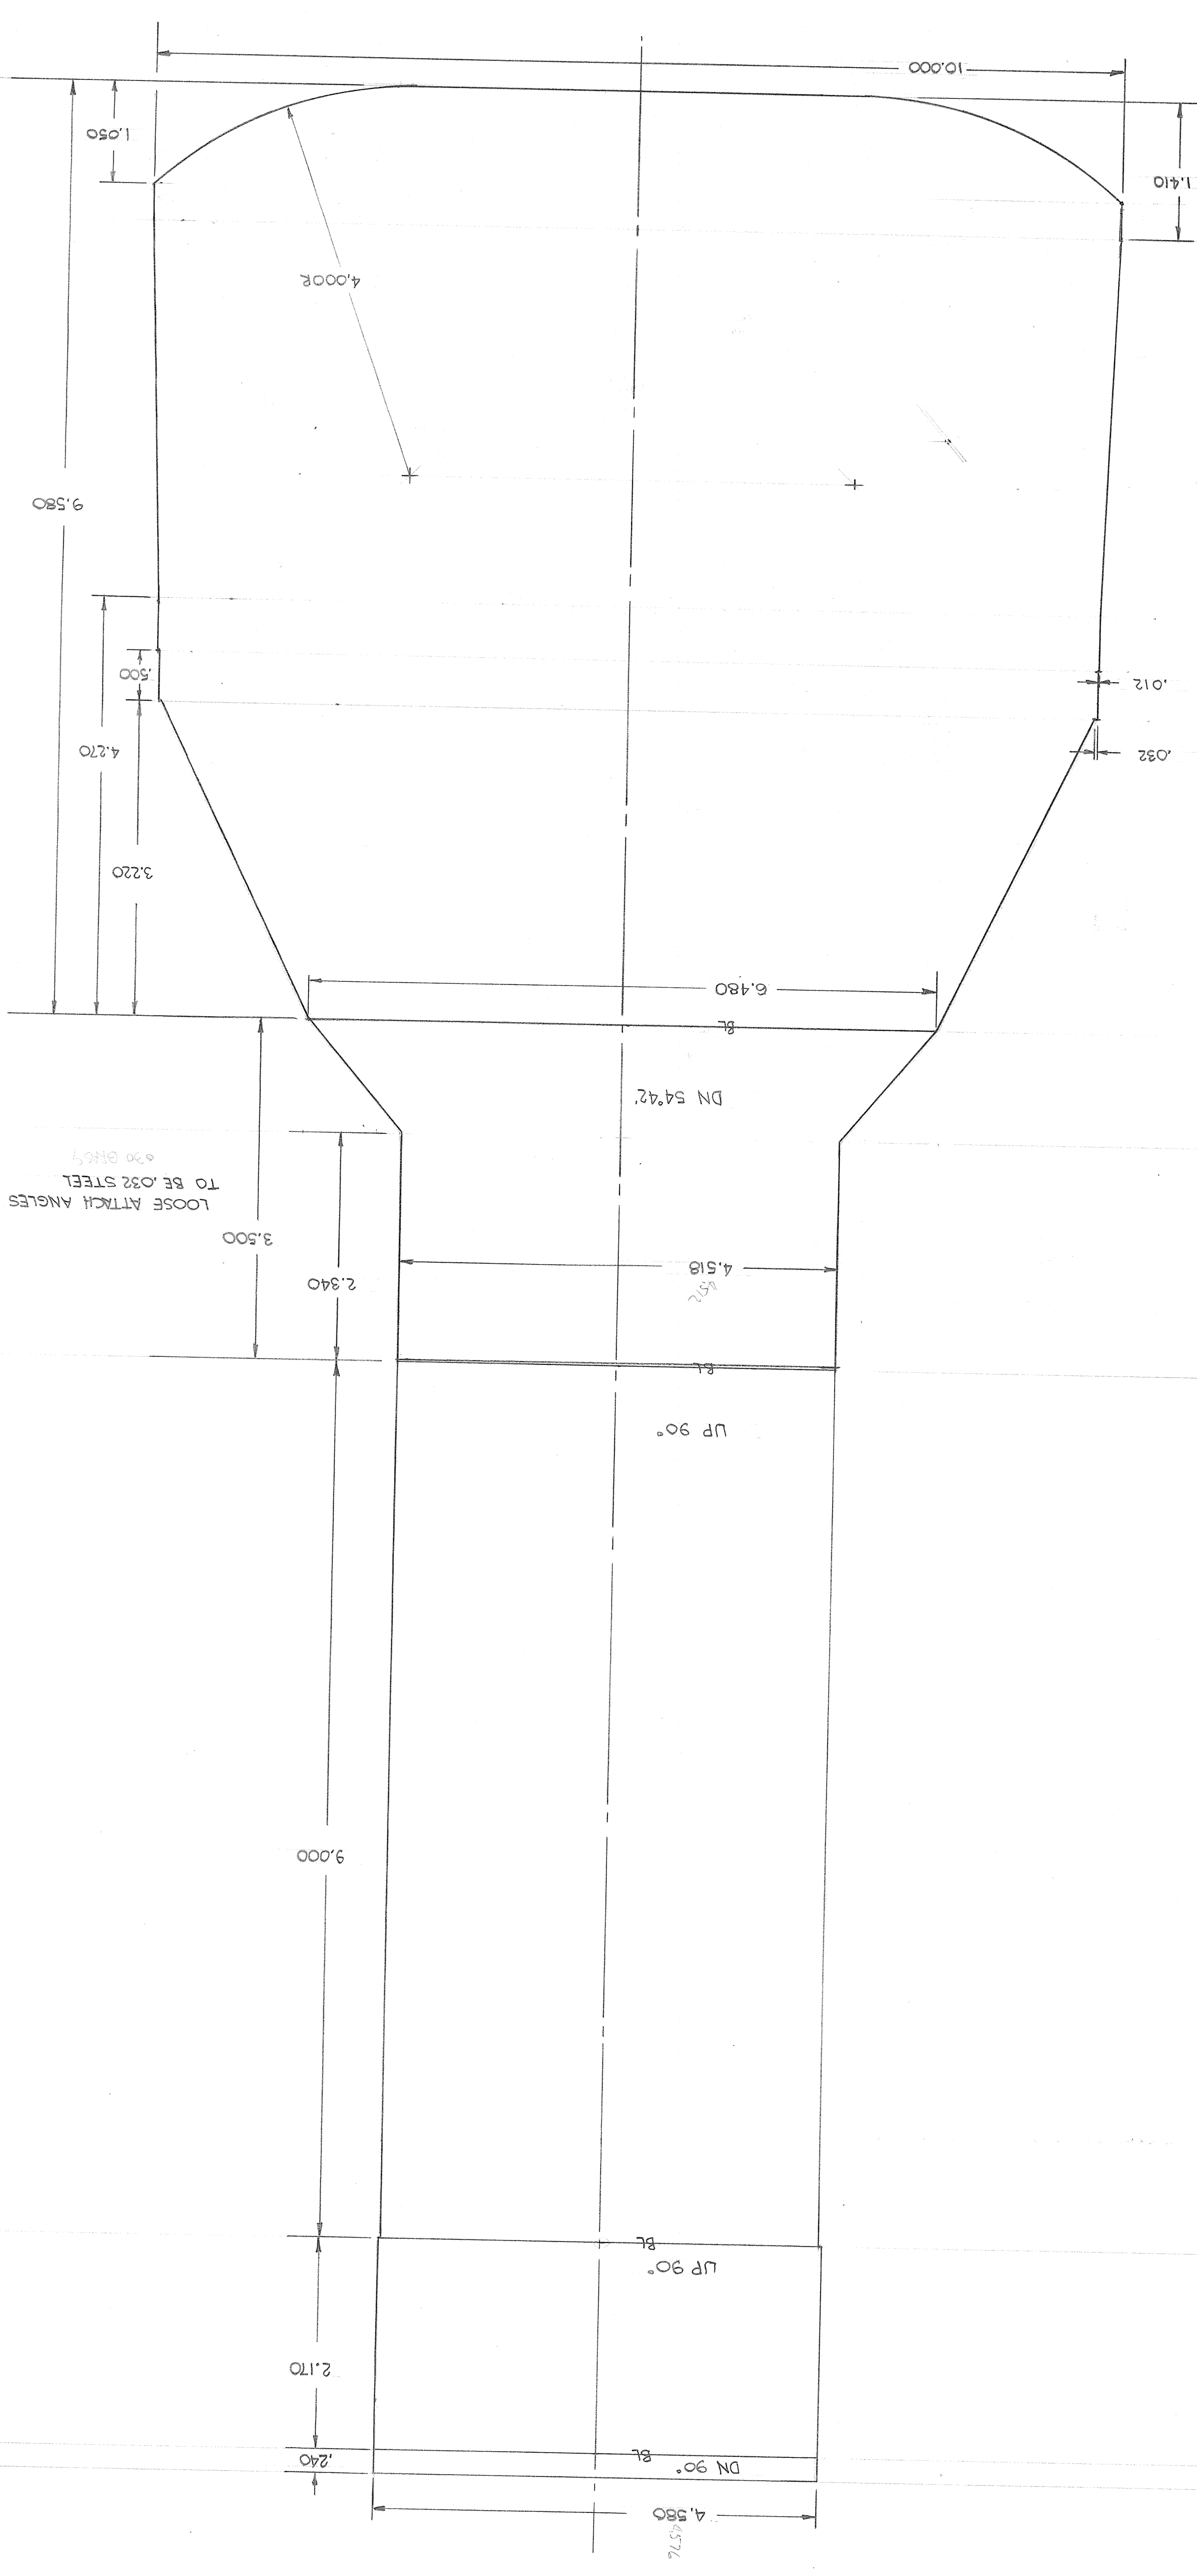 4.580
DN 90°
BL
.240
2.170
UP 90°
BL
9.000
UP 90°
BL
4.518
2.340
3.500
LOOSE ATTACH ANGLES
TO BE .032 STEEL
DN 54°42'
BL
6.480
3.220
4.270
.032
.012
.500
9.580
4.000R
1.410
1.050
10.000